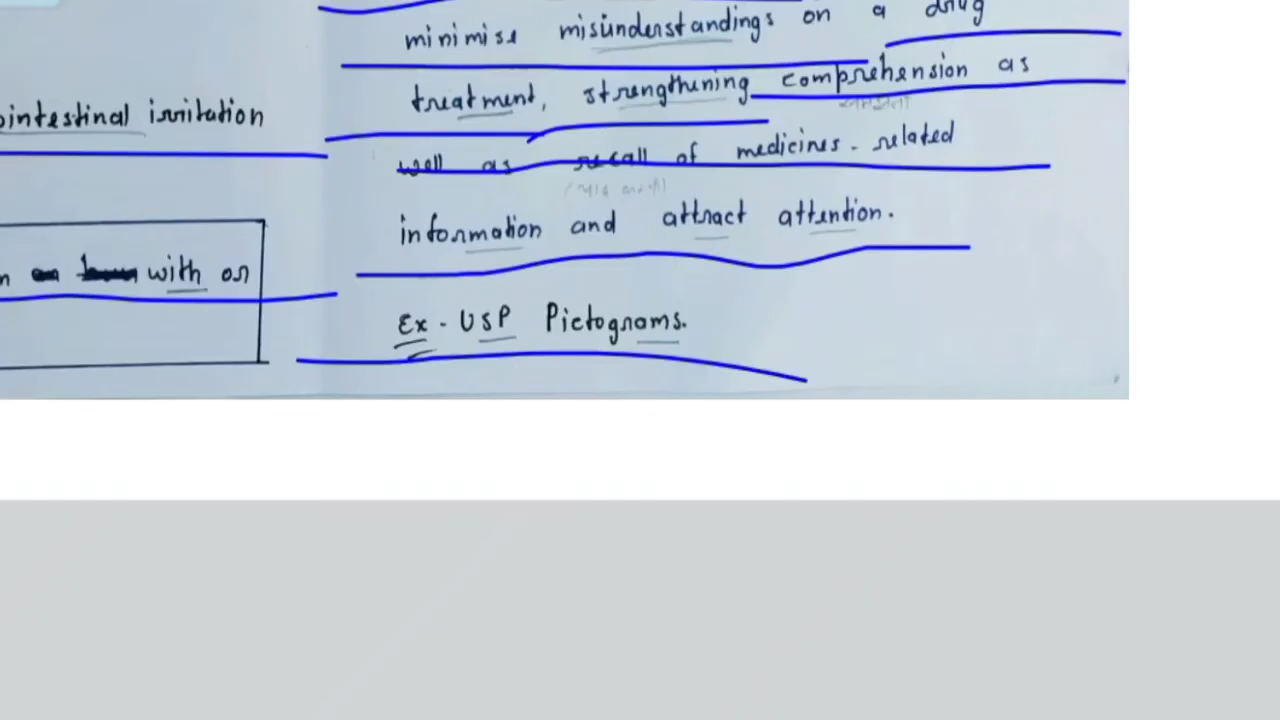 ointestinal irritation
with or
minimise misunderstandings on a drug
treatment, strengthening comprehension as
well as recall of medicines. related
information and attract attention.
Ex - USP Pictograms.